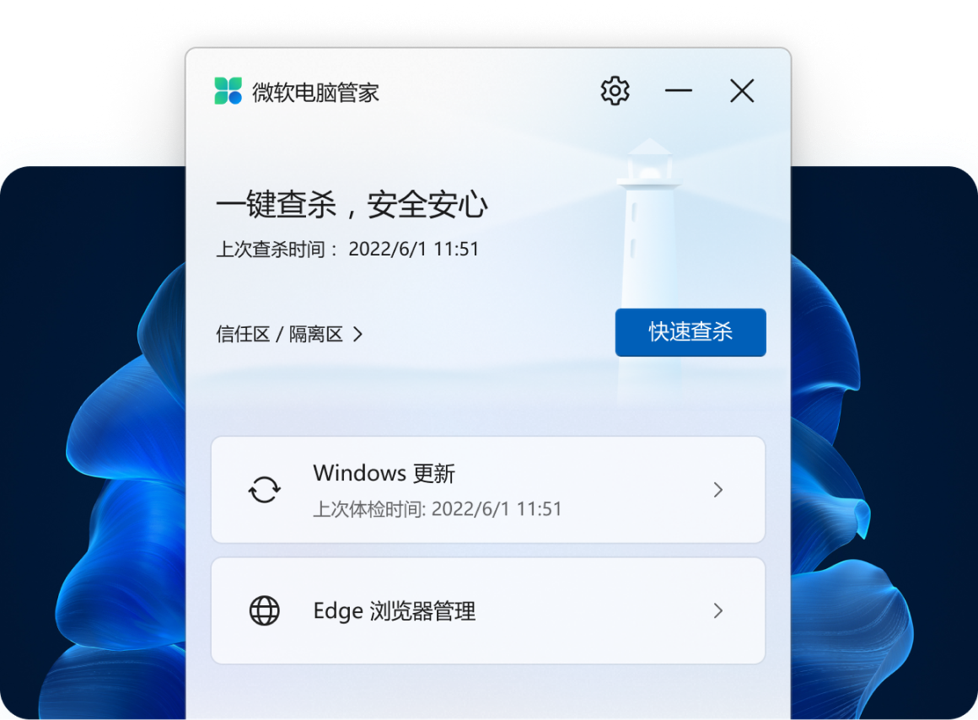 微软电脑管家
一键查杀，安全安心
上次查杀时间： 2022/6/1 11:51
信任区 / 隔离区
快速查杀
Windows 更新
上次体检时间: 2022/6/1 11:51
Edge 浏览器管理